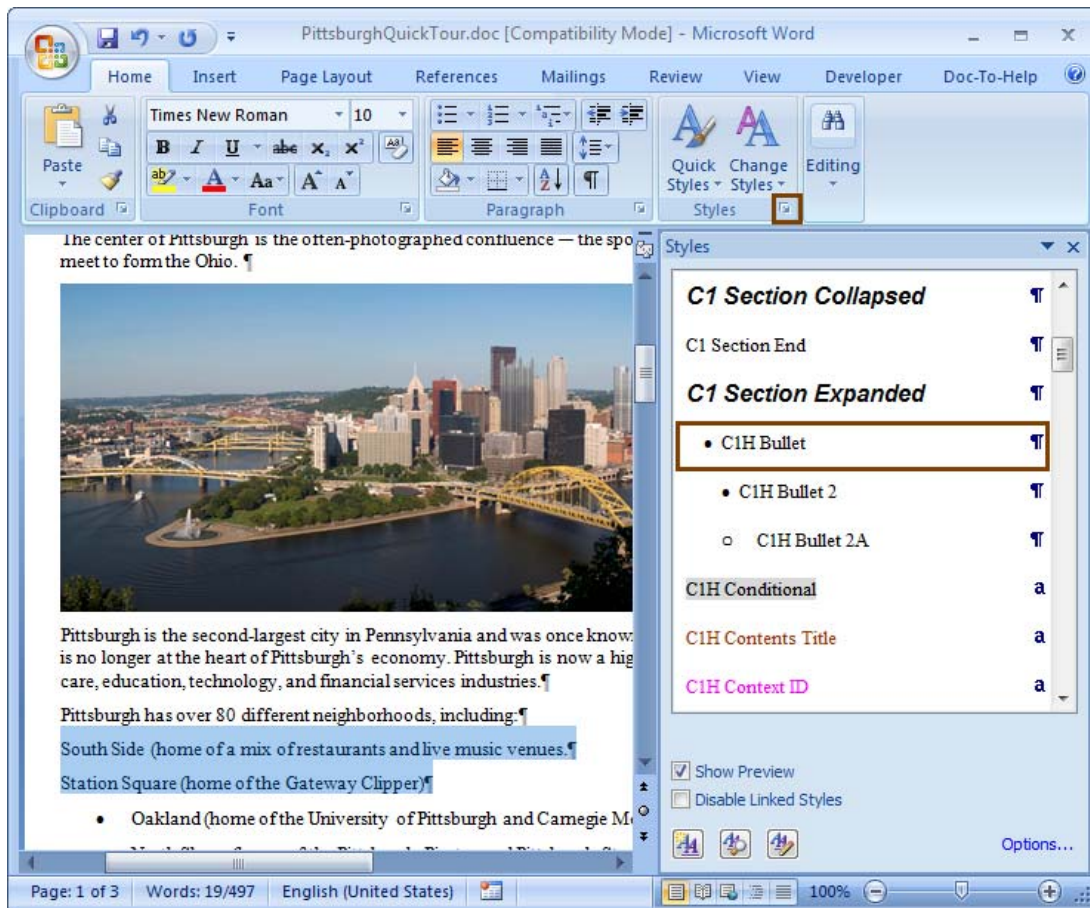 PittsburghQuickTour.doc [Compatibility Mode] - Microsoft Word
Home Insert Page Layout References Mailings Review View Developer Doc-To-Help
Times New Roman 10
B I U abc x₂ x² Aa
Paste ab A Aa A A A Z ¶ Quick Styles Change Styles Editing
Clipboard Font Paragraph Styles
The center of Pittsburgh is the often-photographed confluence — the spo
meet to form the Ohio. ¶
Pittsburgh is the second-largest city in Pennsylvania and was once know
is no longer at the heart of Pittsburgh's economy. Pittsburgh is now a hig
care, education, technology, and financial services industries.¶
Pittsburgh has over 80 different neighborhoods, including:¶
South Side (home of a mix of restaurants and live music venues.¶
Station Square (home of the Gateway Clipper)¶
• Oakland (home of the University of Pittsburgh and Carnegie Me
Styles
C1 Section Collapsed ¶
C1 Section End ¶
C1 Section Expanded ¶
• C1H Bullet ¶
• C1H Bullet 2 ¶
o C1H Bullet 2A ¶
C1H Conditional a
C1H Contents Title a
C1H Context ID a
Show Preview
Disable Linked Styles
Options...
Page: 1 of 3 Words: 19/497 English (United States) 100%